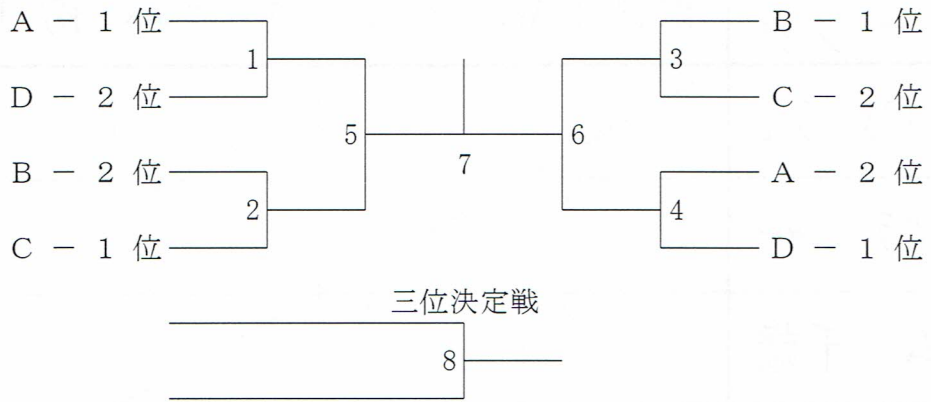 A － 1 位
B － 1 位
1
3
D － 2 位
C － 2 位
5
6
7
B － 2 位
A － 2 位
2
4
C － 1 位
D － 1 位
三位決定戦
8